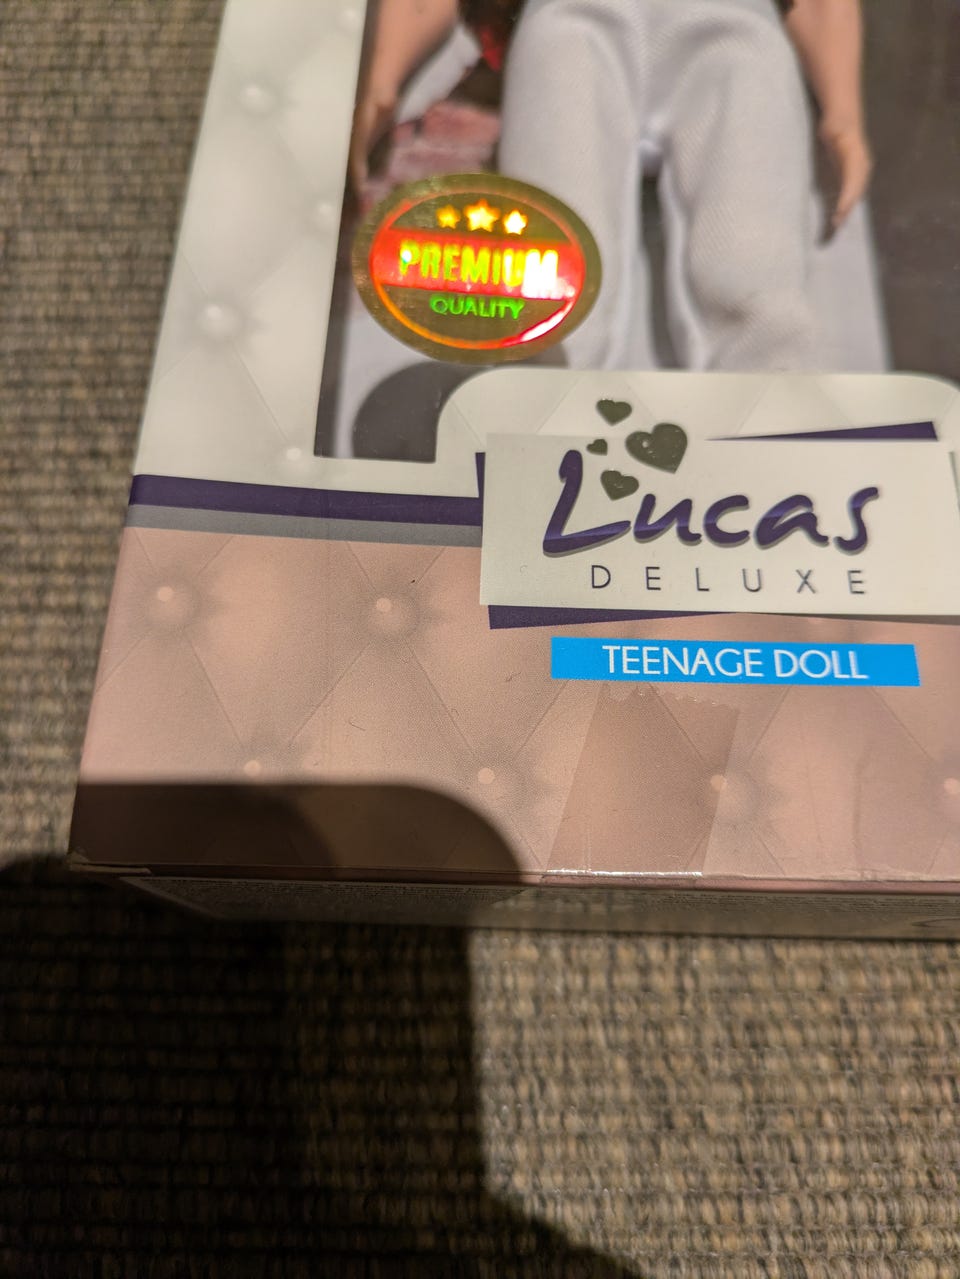 PREMIUM
QUALITY
Lucas
DELUXE
TEENAGE DOLL